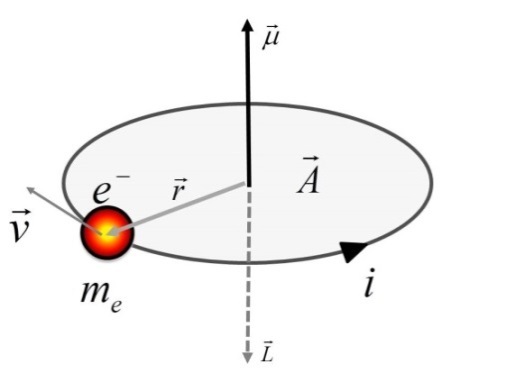 μ⃗
A⃗
e⁻
r⃗
v⃗
mₑ
i
L⃗